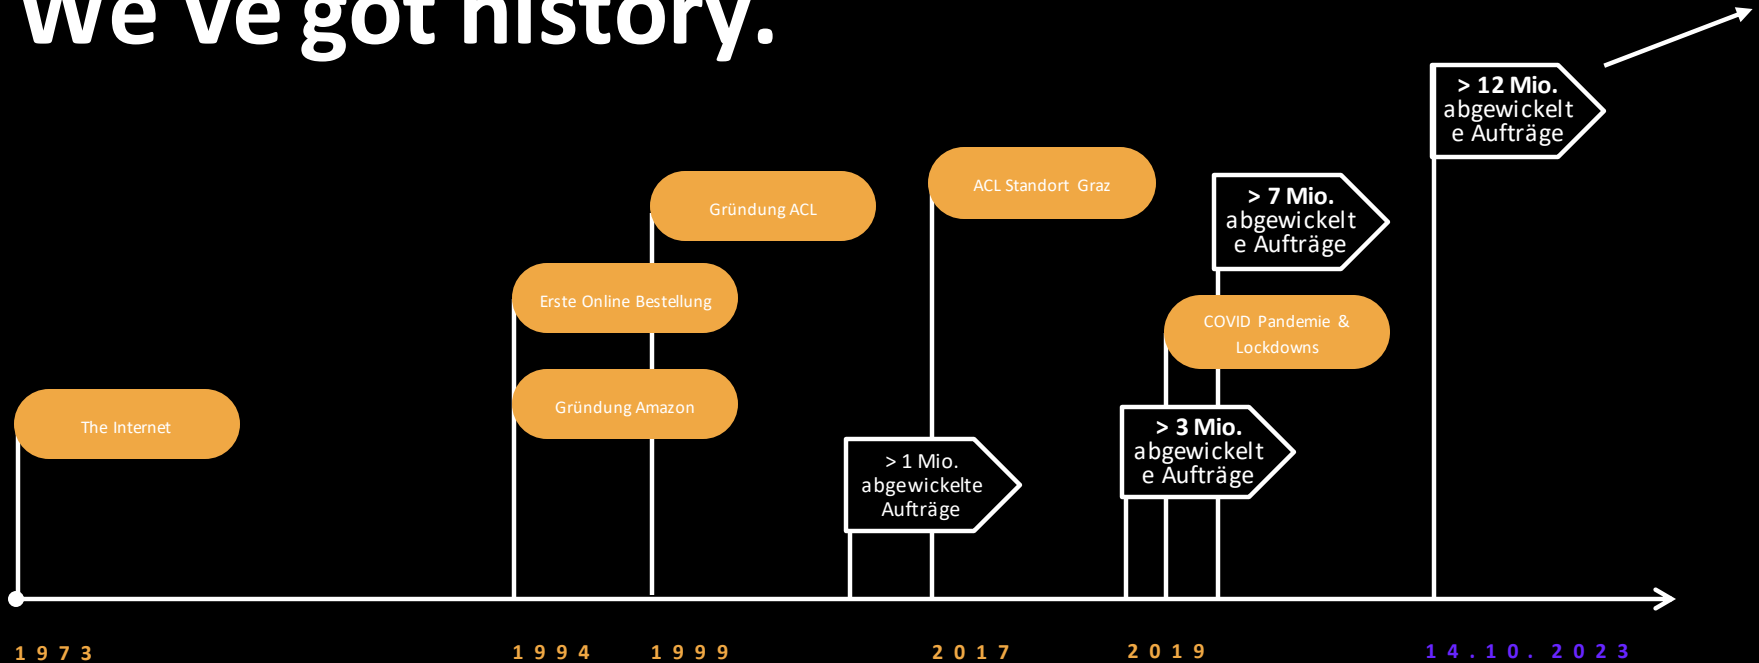 We've got history.
> 12 Mio.
abgewickelt
e Aufträge
ACL Standort Graz
Gründung ACL
> 7 Mio.
abgewickelt
e Aufträge
Erste Online Bestellung
COVID Pandemie &
Lockdowns
Gründung Amazon
The Internet
> 3 Mio.
abgewickelt
e Aufträge
> 1 Mio.
abgewickelte
Aufträge
1973
1994
1999
2017
2019
14.10.2023